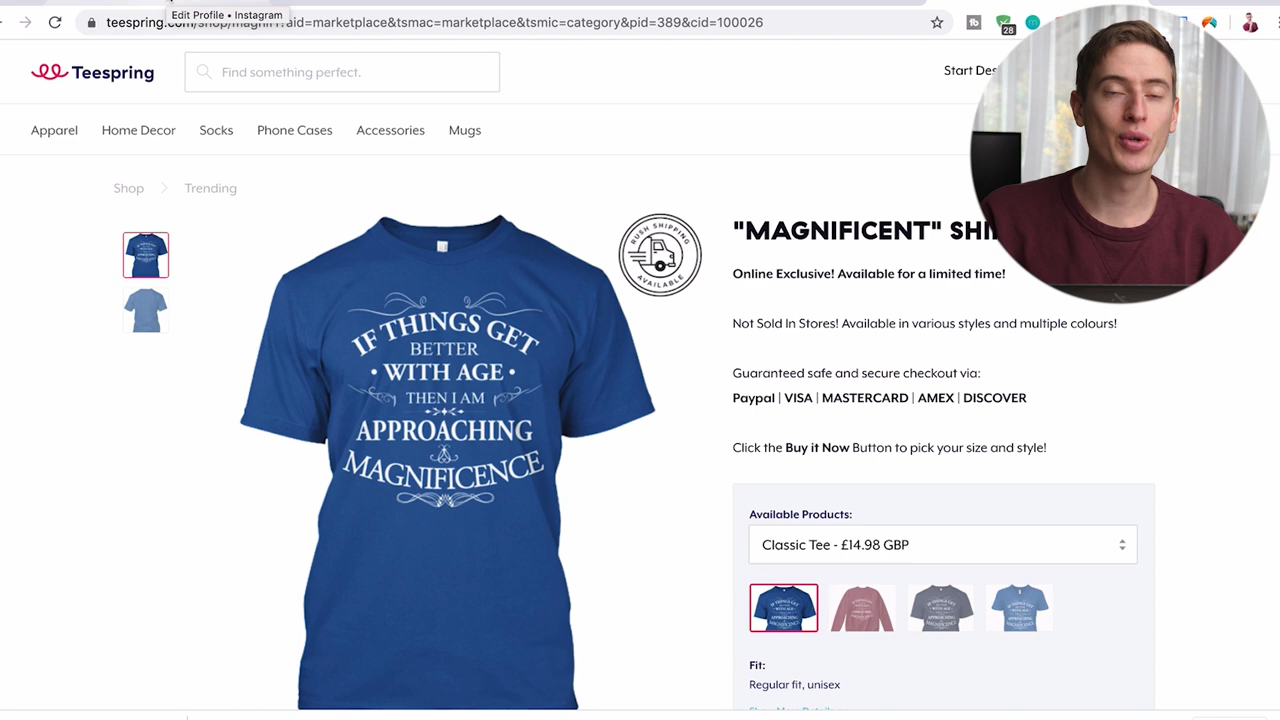 Edit Profile • Instagram
teespring.com/shop/magnif aid=marketplace&tsmac=marketplace&tsmic=category&pid=389&cid=100026
28
Teespring
Find something perfect.
Start Des
Apparel
Home Decor
Socks
Phone Cases
Accessories
Mugs
Shop
Trending
IF THINGS GET
BETTER
• WITH AGE •
THEN I AM
APPROACHING
MAGNIFICENCE
RUSH SHIPPING
AVAILABLE
"MAGNIFICENT" SHI
Online Exclusive! Available for a limited time!
Not Sold In Stores! Available in various styles and multiple colours!
Guaranteed safe and secure checkout via:
Paypal | VISA | MASTERCARD | AMEX | DISCOVER
Click the Buy it Now Button to pick your size and style!
Available Products:
Classic Tee - £14.98 GBP
Fit:
Regular fit, unisex